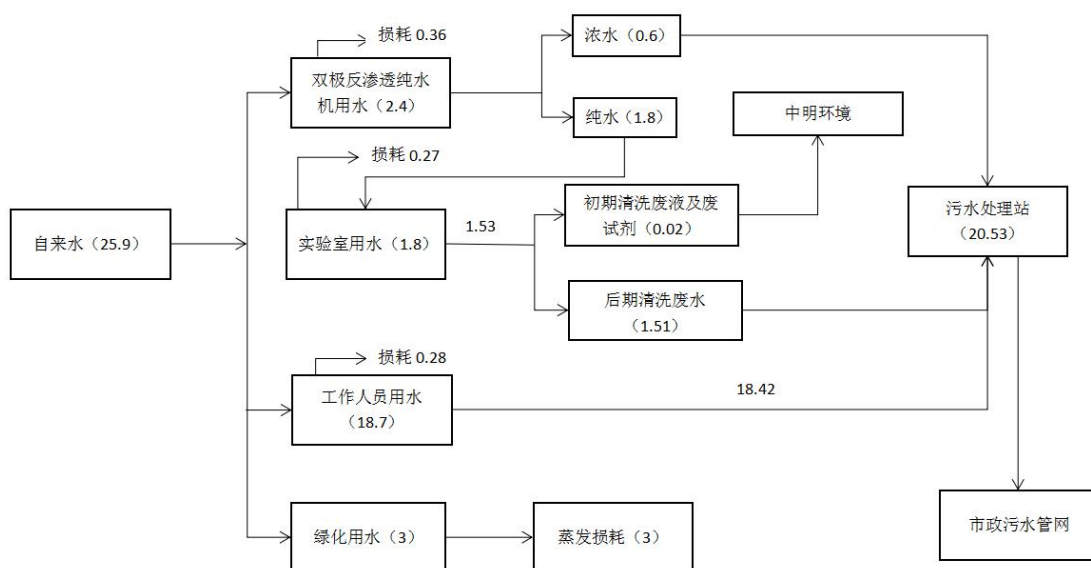 损耗 0.36
浓水（0.6）
双极反渗透纯水
机用水（2.4）
纯水（1.8）
中明环境
损耗 0.27
初期清洗废液及废
试剂（0.02）
污水处理站
（20.53）
自来水（25.9）
实验室用水（1.8）
1.53
后期清洗废水
（1.51）
损耗 0.28
工作人员用水
（18.7）
18.42
市政污水管网
绿化用水（3）
蒸发损耗（3）